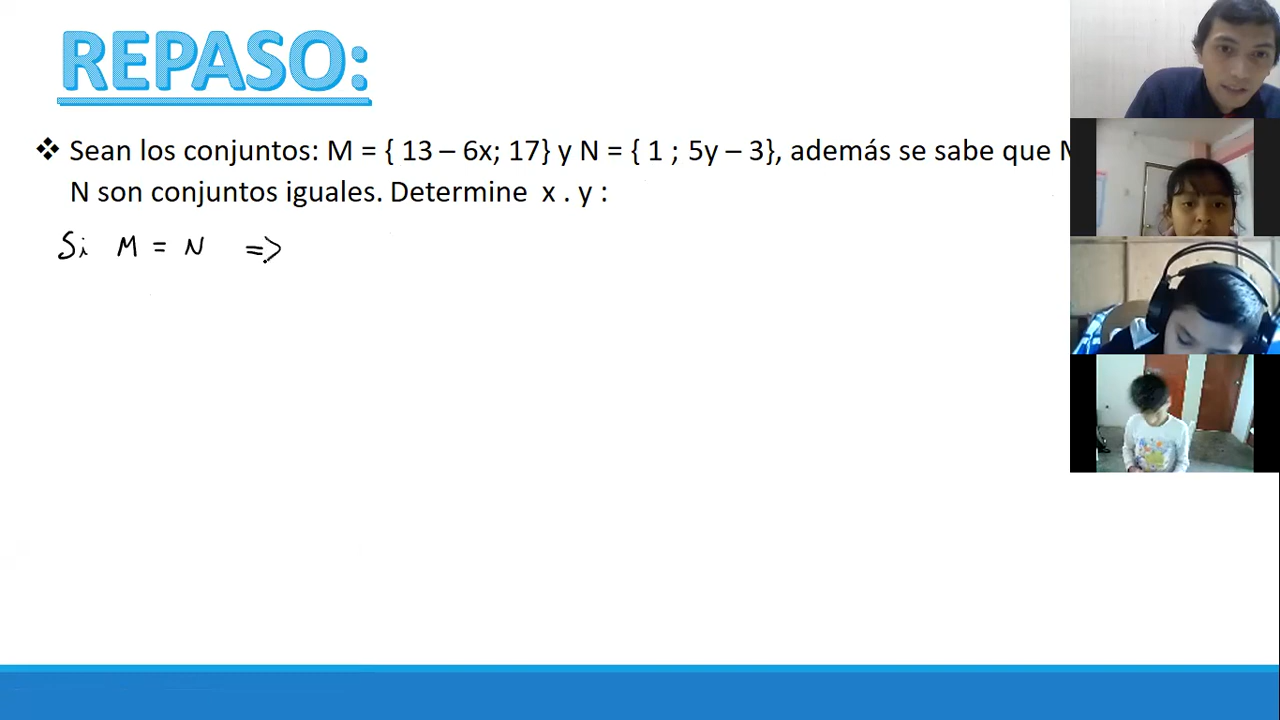 REPASO:
❖ Sean los conjuntos: M = { 13 – 6x; 17} y N = { 1 ; 5y – 3}, además se sabe que M
N son conjuntos iguales. Determine x . y :
Si M = N =>